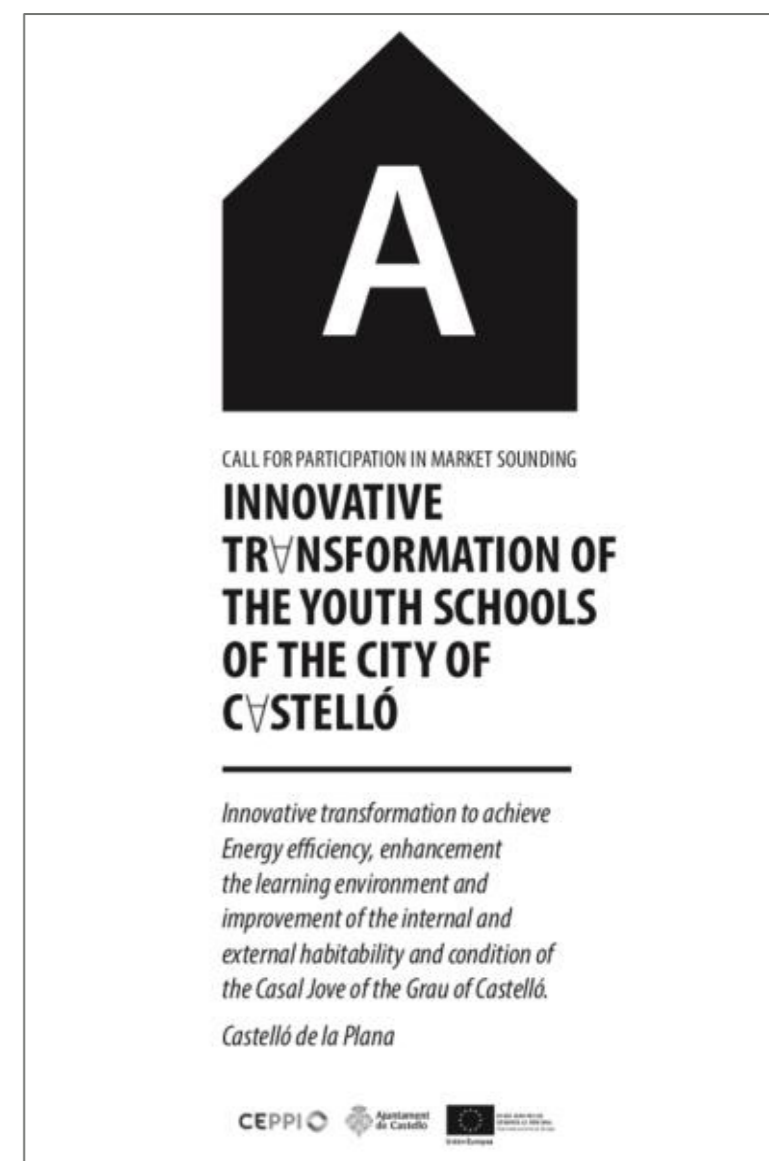 A
CALL FOR PARTICIPATION IN MARKET SOUNDING
INNOVATIVE
TR∀NSFORMATION OF
THE YOUTH SCHOOLS
OF THE CITY OF
C∀STELLÓ
Innovative transformation to achieve
Energy efficiency, enhancement
the learning environment and
improvement of the internal and
external habitability and condition of
the Casal Jove of the Grau of Castelló.
Castelló de la Plana
CEPPI
Ajuntament
de Castelló
Unión Europea